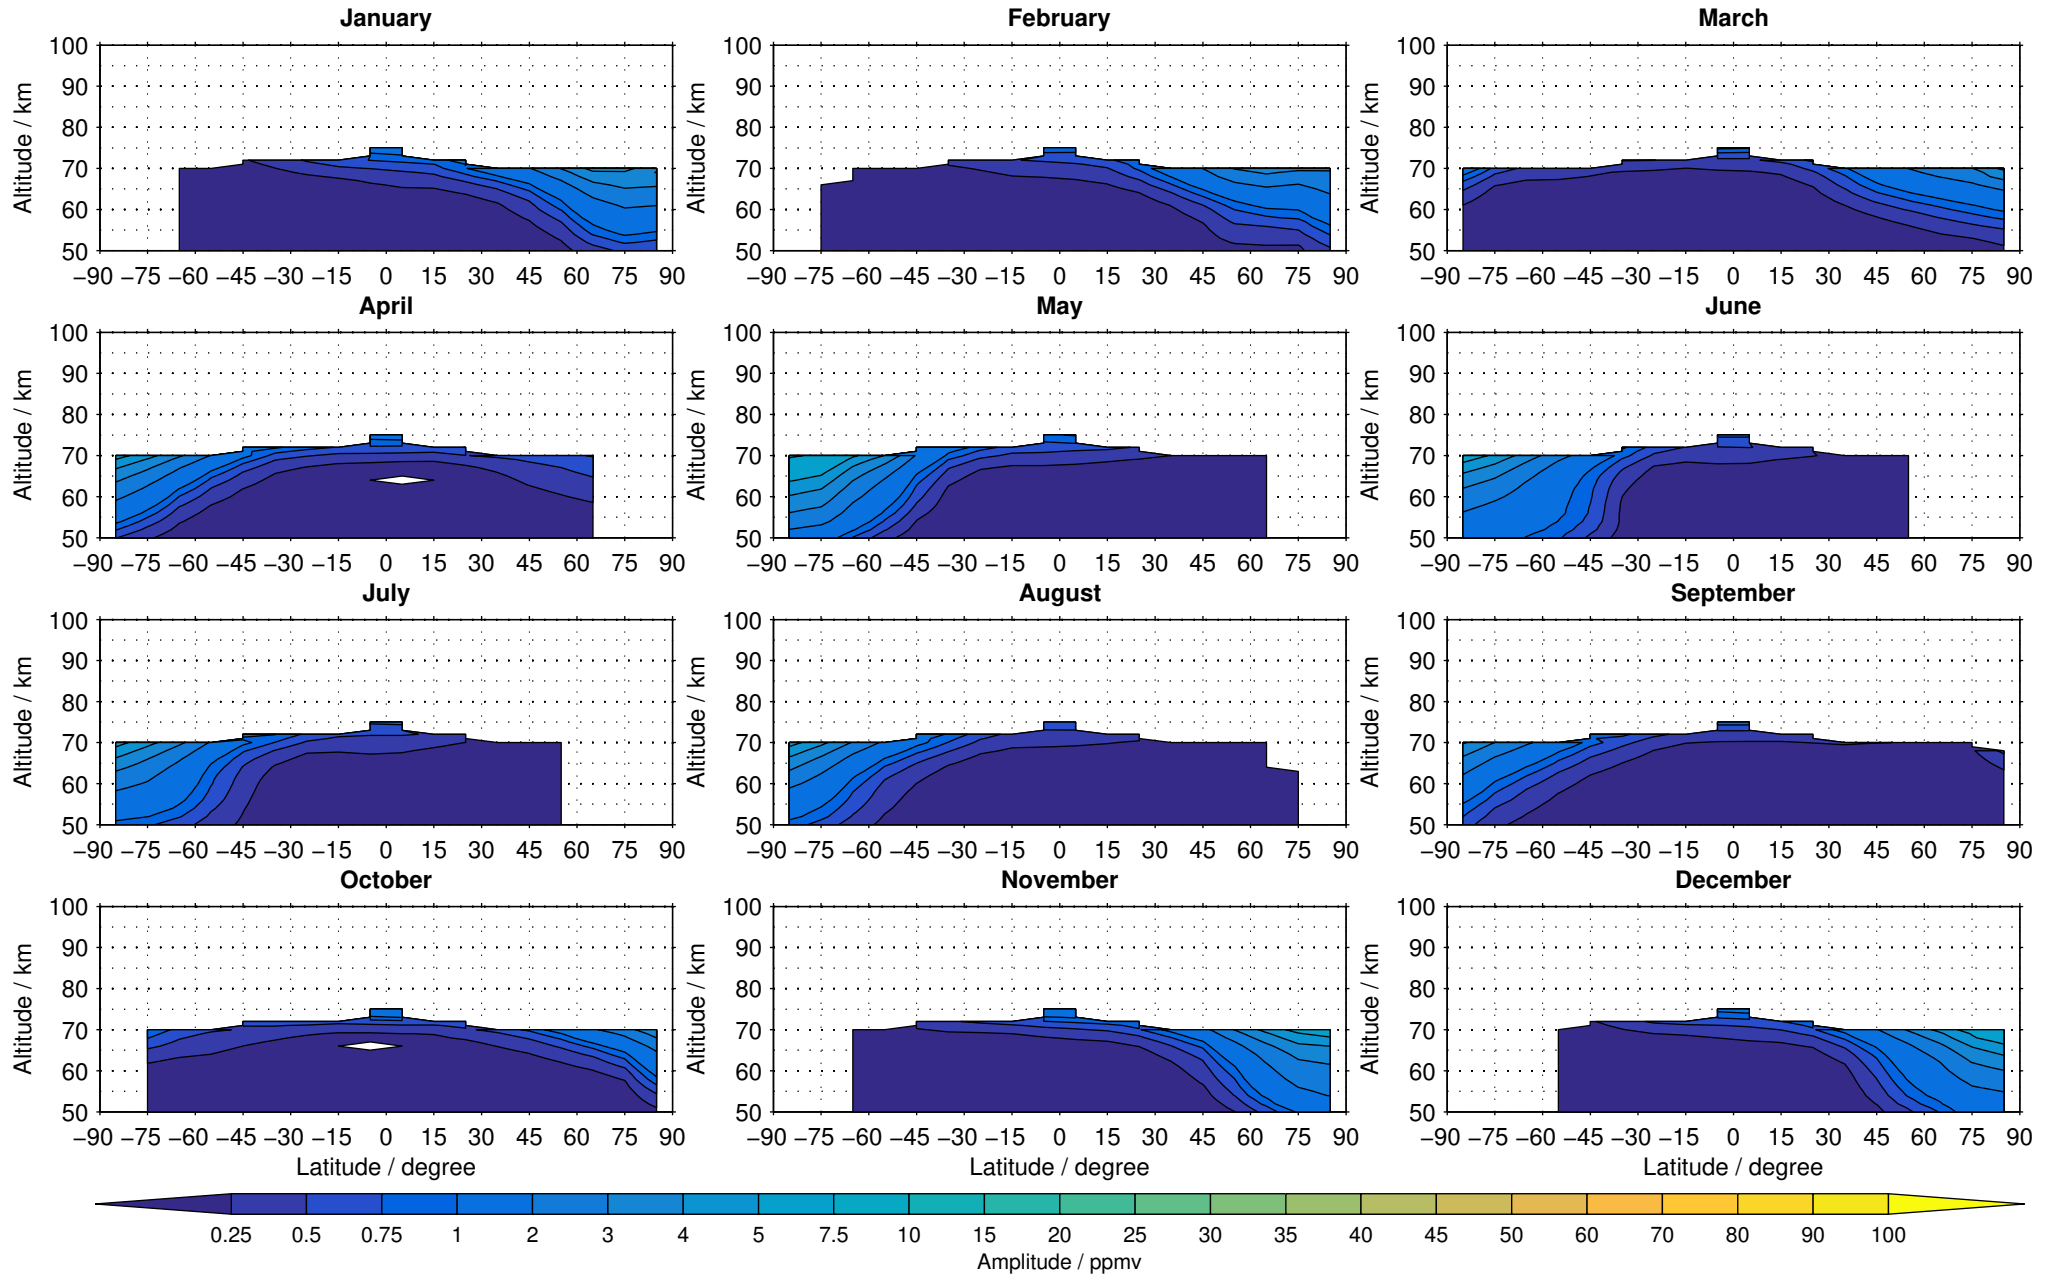 January February March
100 100 100
90 90 90
80 80 80
70 70 70
60 60 60
50 50 50
Altitude / km Altitude / km Altitude / km
−90 −75 −60 −45 −30 −15 0 15 30 45 60 75 90 −90 −75 −60 −45 −30 −15 0 15 30 45 60 75 90 −90 −75 −60 −45 −30 −15 0 15 30 45 60 75 90
April May June
100 100 100
90 90 90
80 80 80
70 70 70
60 60 60
50 50 50
Altitude / km Altitude / km Altitude / km
−90 −75 −60 −45 −30 −15 0 15 30 45 60 75 90 −90 −75 −60 −45 −30 −15 0 15 30 45 60 75 90 −90 −75 −60 −45 −30 −15 0 15 30 45 60 75 90
July August September
100 100 100
90 90 90
80 80 80
70 70 70
60 60 60
50 50 50
Altitude / km Altitude / km Altitude / km
−90 −75 −60 −45 −30 −15 0 15 30 45 60 75 90 −90 −75 −60 −45 −30 −15 0 15 30 45 60 75 90 −90 −75 −60 −45 −30 −15 0 15 30 45 60 75 90
October November December
100 100 100
90 90 90
80 80 80
70 70 70
60 60 60
50 50 50
Altitude / km Altitude / km Altitude / km
−90 −75 −60 −45 −30 −15 0 15 30 45 60 75 90 −90 −75 −60 −45 −30 −15 0 15 30 45 60 75 90 −90 −75 −60 −45 −30 −15 0 15 30 45 60 75 90
Latitude / degree Latitude / degree Latitude / degree
0.25 0.5 0.75 1 2 3 4 5 7.5 10 15 20 25 30 35 40 45 50 60 70 80 90 100
Amplitude / ppmv